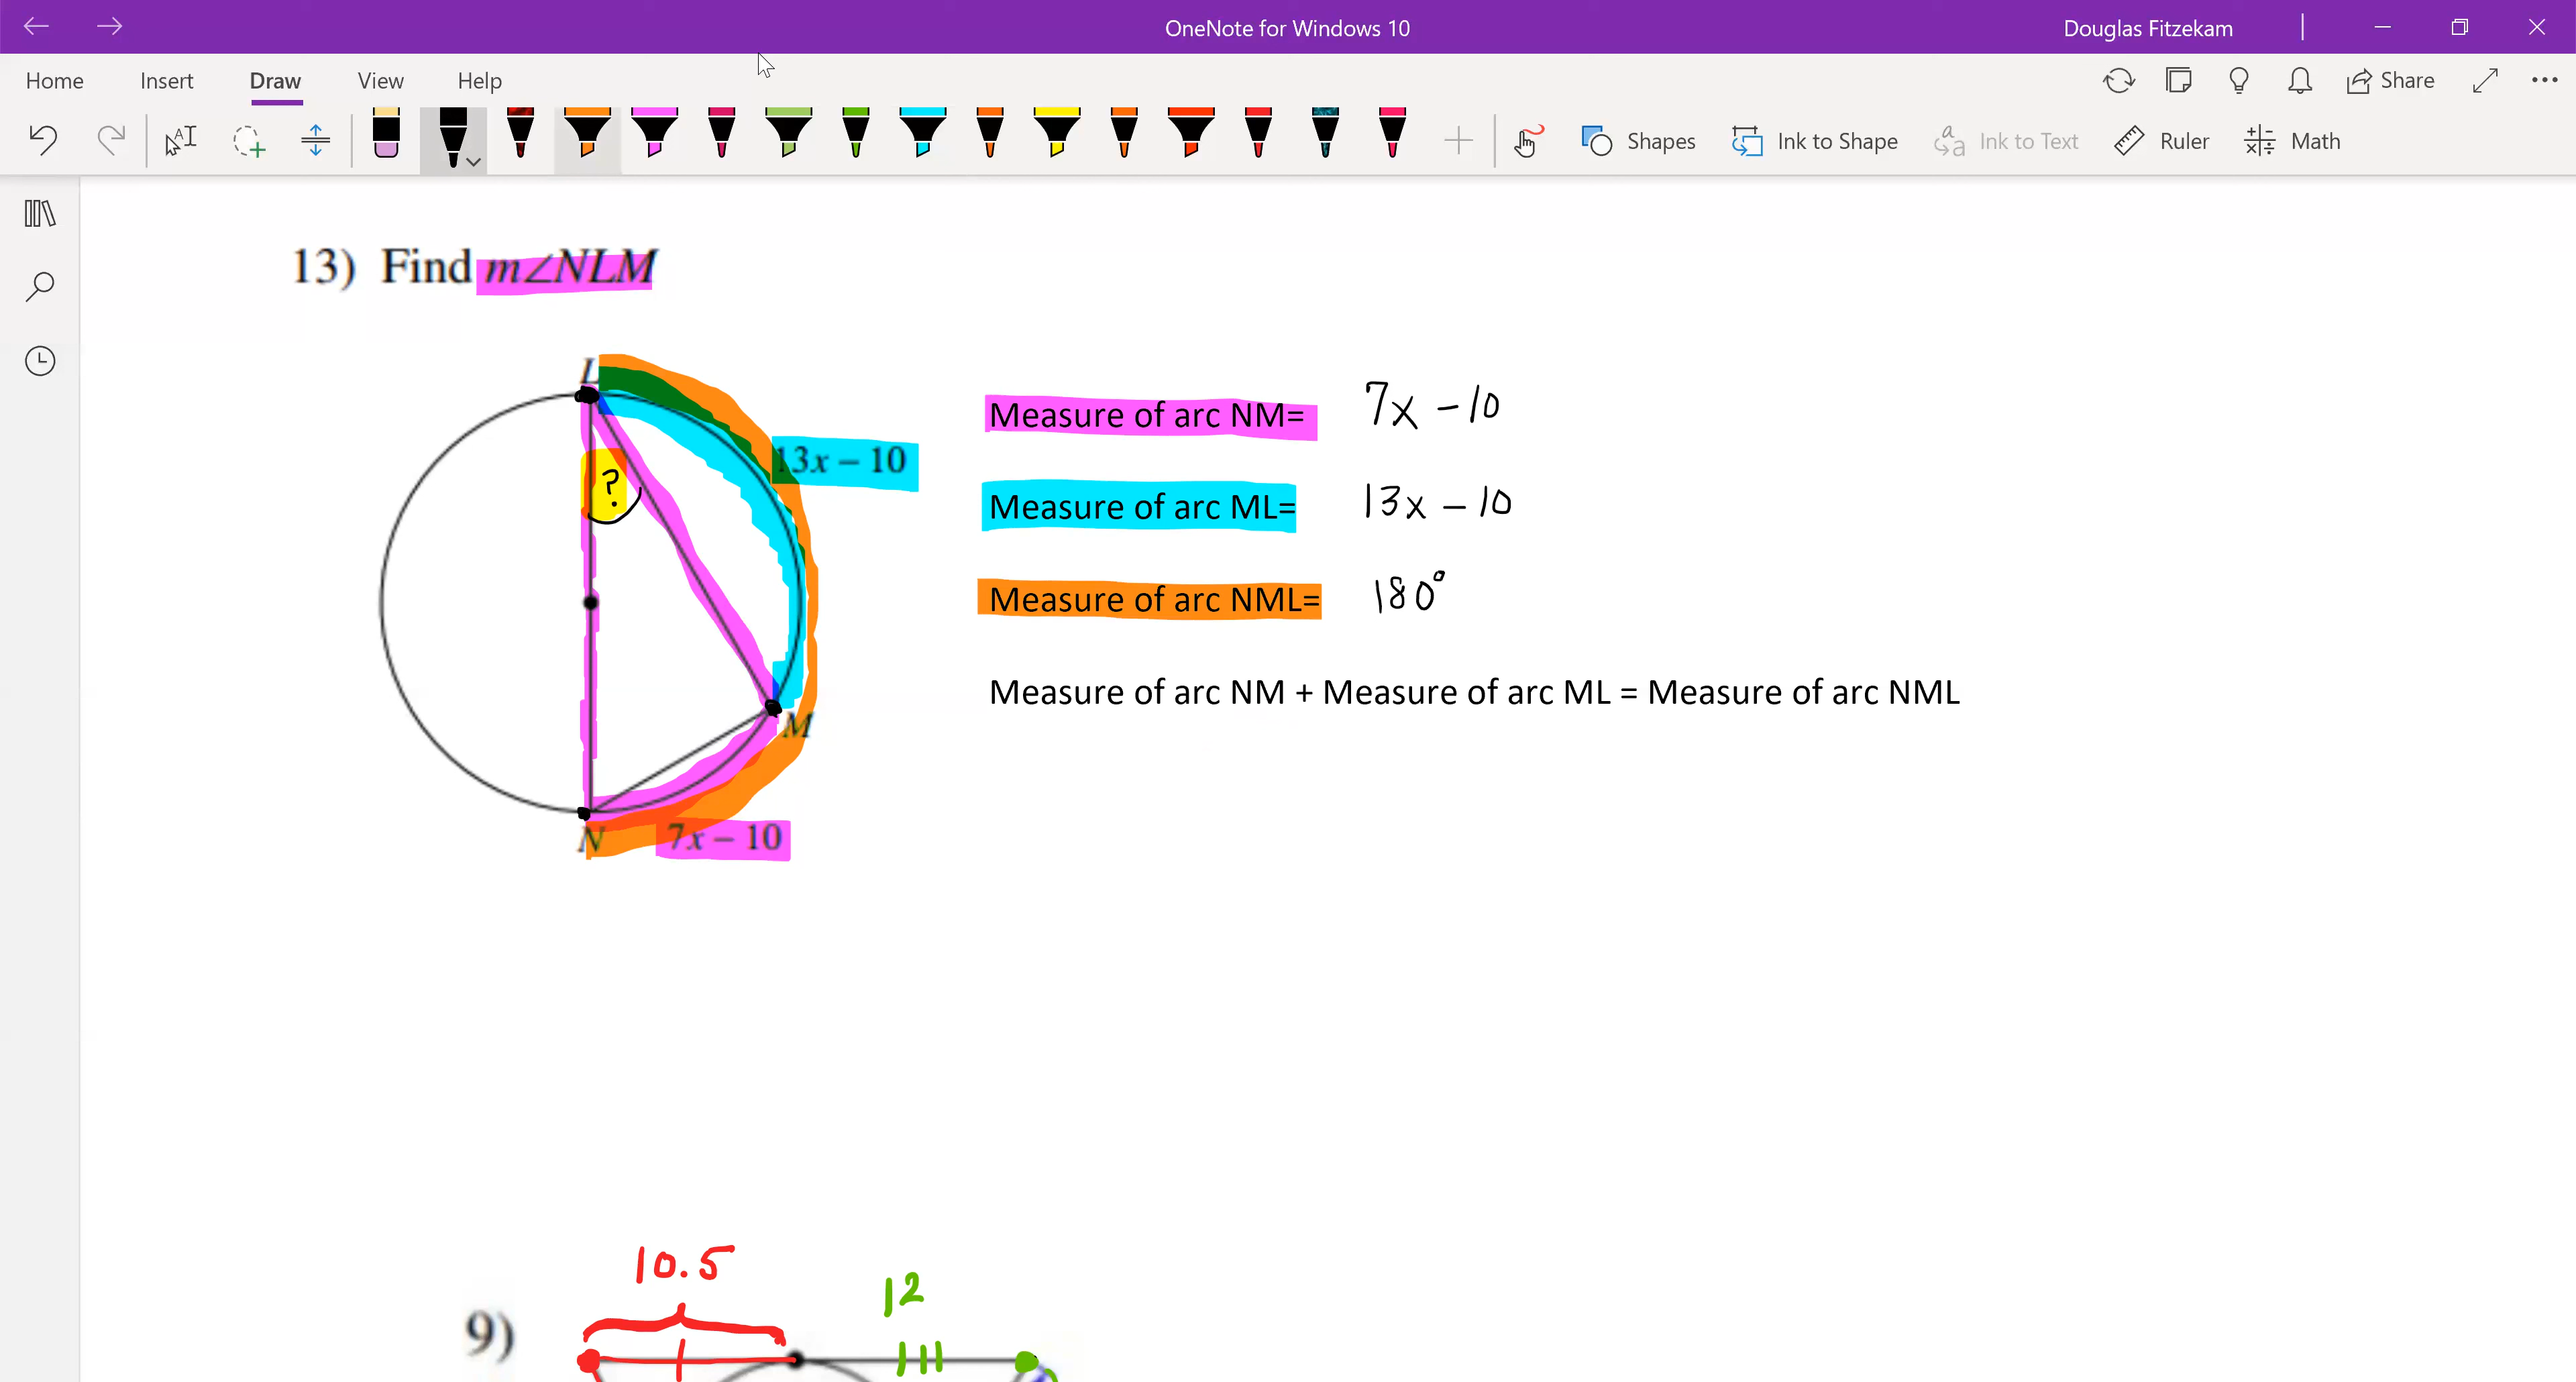 OneNote for Windows 10
Douglas Fitzekam
Home Insert Draw View Help
Share
Shapes Ink to Shape Ink to Text Ruler Math
13) Find m∠NLM
L
?
13x – 10
M
N
7x – 10
Measure of arc NM= 7x - 10
Measure of arc ML= 13x - 10
Measure of arc NML= 180°
Measure of arc NM + Measure of arc ML = Measure of arc NML
10.5
12
9)